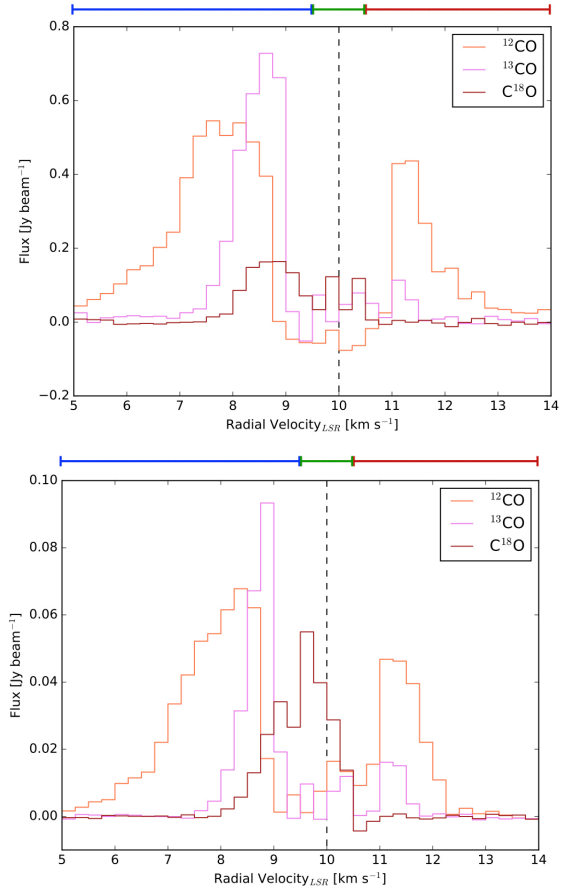 0.8
0.6
0.4
0.2
0.0
−0.2
Flux [Jy beam⁻¹]
¹²CO
¹³CO
C¹⁸O
5 6 7 8 9 10 11 12 13 14
Radial Velocity_LSR [km s⁻¹]
0.10
0.08
0.06
0.04
0.02
0.00
Flux [Jy beam⁻¹]
¹²CO
¹³CO
C¹⁸O
5 6 7 8 9 10 11 12 13 14
Radial Velocity_LSR [km s⁻¹]